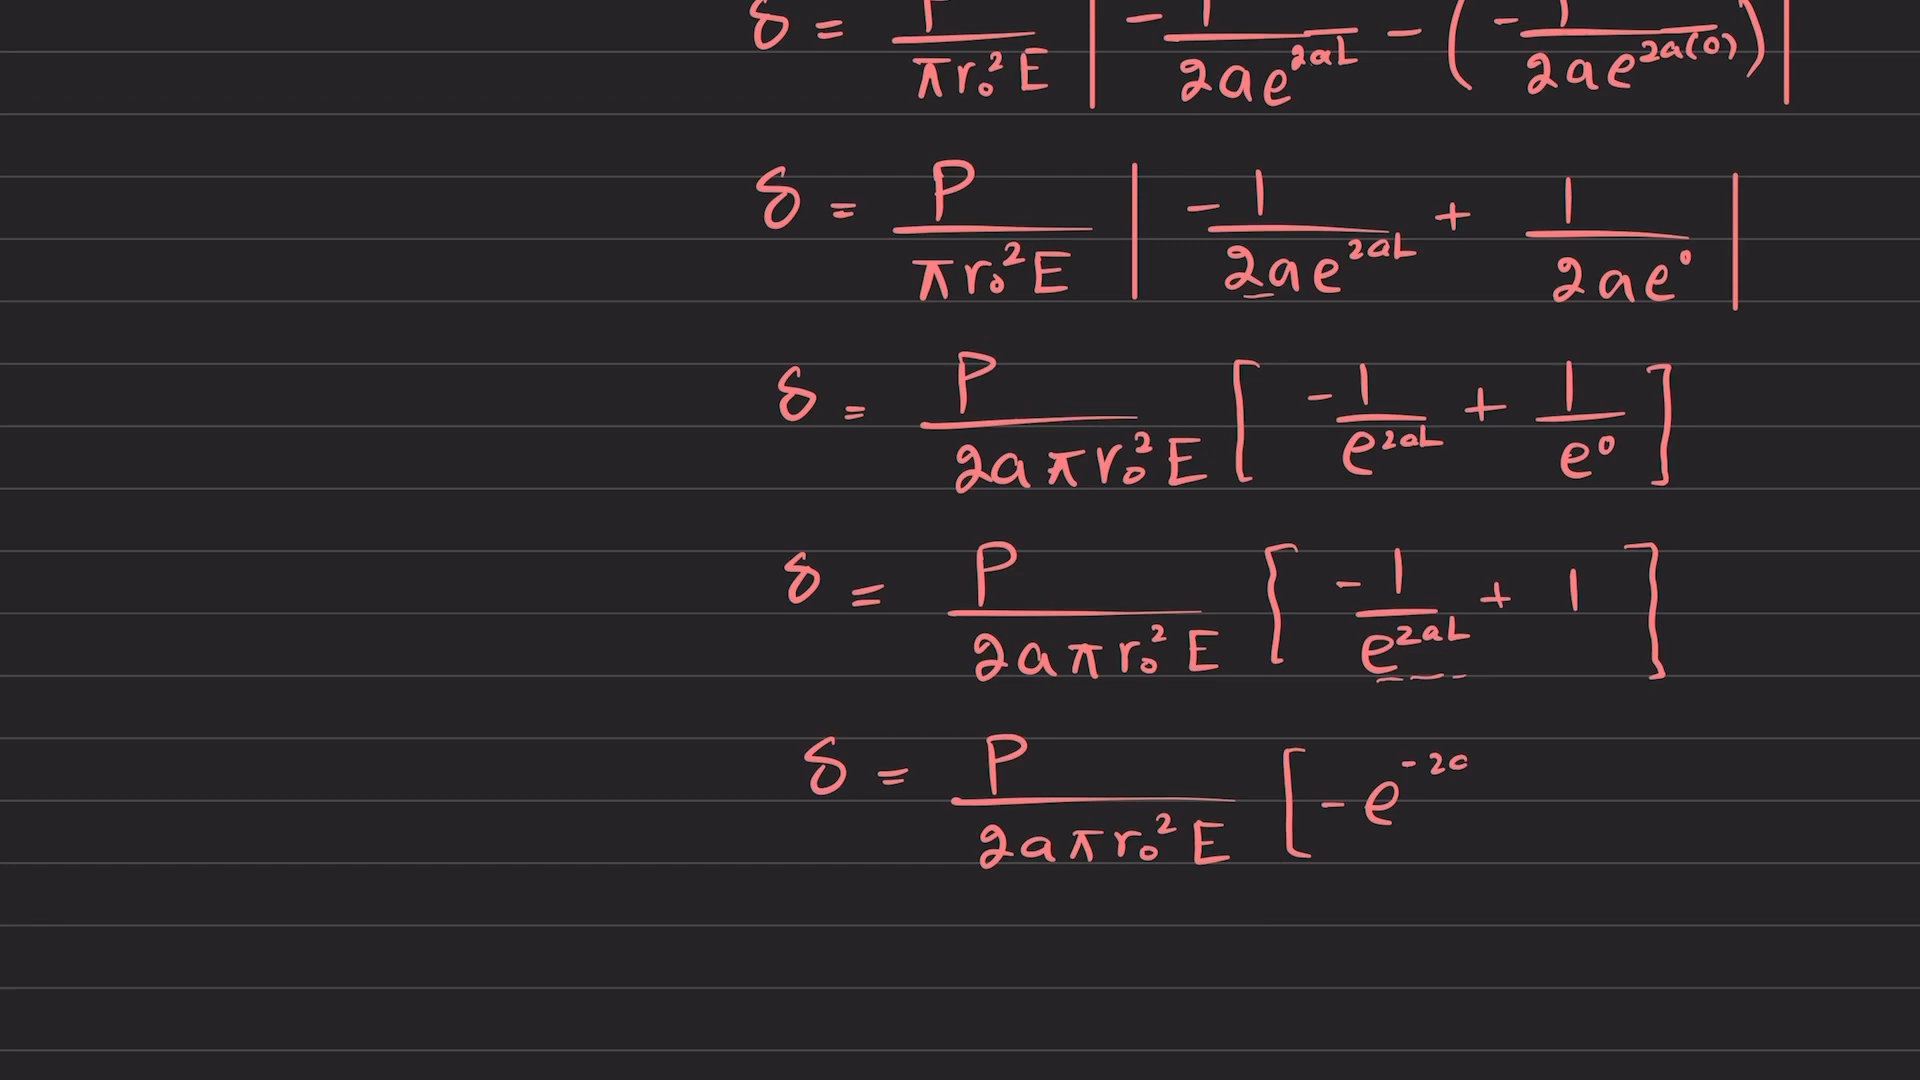 δ = P / πr₀²E | -1 / 2ae^2aL - ( -1 / 2ae^2a(0) ) |
δ = P / πr₀²E | -1 / 2ae^2aL + 1 / 2ae⁰ |
δ = P / 2aπr₀²E [ -1 / e^2aL + 1 / e⁰ ]
δ = P / 2aπr₀²E [ -1 / e^2aL + 1 ]
δ = P / 2aπr₀²E [ -e^-2